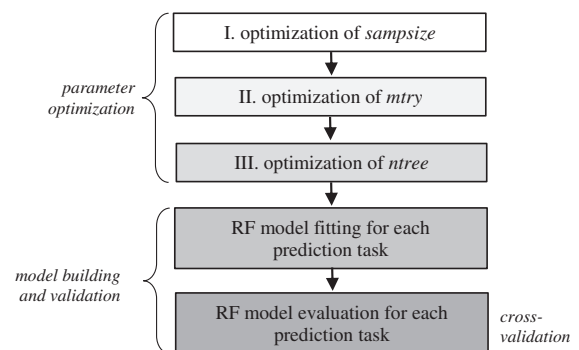 I. optimization of sampsize
parameter
optimization
II. optimization of mtry
III. optimization of ntree
RF model fitting for each
prediction task
model building
and validation
RF model evaluation for each
prediction task
cross-
validation